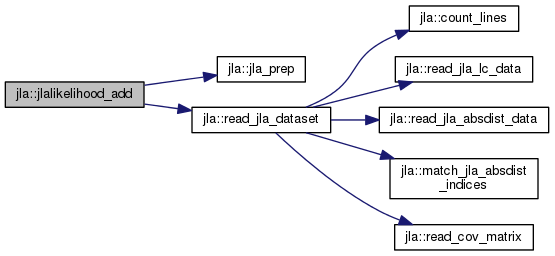 jla::jlalikelihood_add
jla::jla_prep
jla::read_jla_dataset
jla::count_lines
jla::read_jla_lc_data
jla::read_jla_absdist_data
jla::match_jla_absdist
_indices
jla::read_cov_matrix